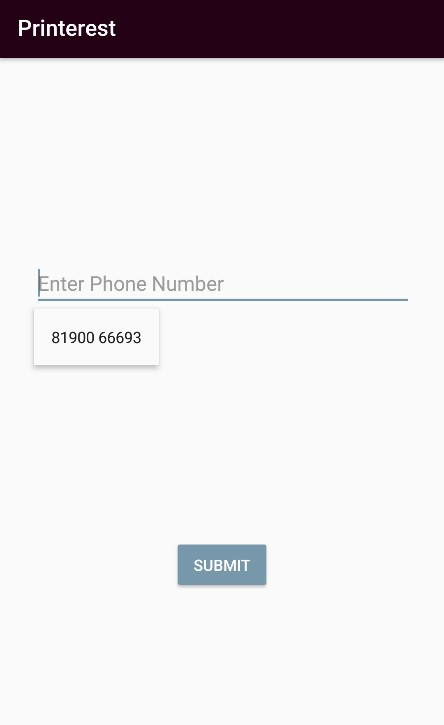 Printerest
Enter Phone Number
81900 66693
SUBMIT